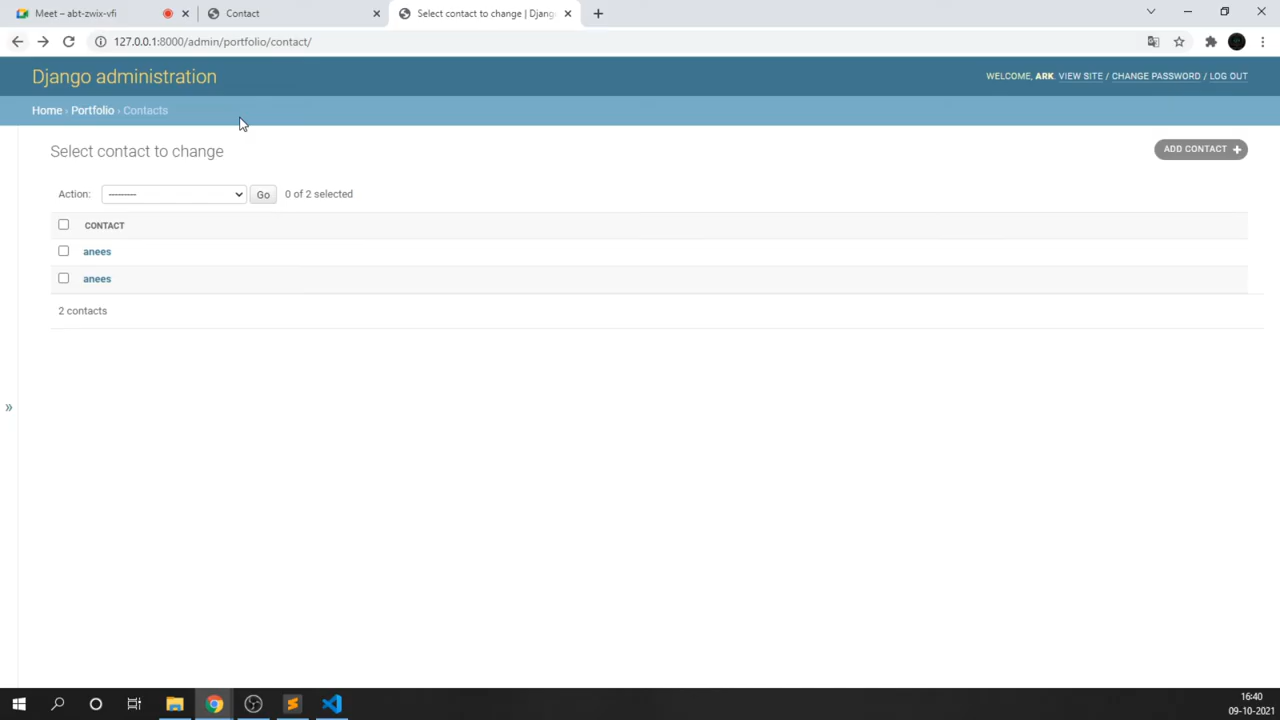 Meet – abt-zwix-vfi
Contact
Select contact to change | Djang
127.0.0.1:8000/admin/portfolio/contact/
Django administration
WELCOME, ARK. VIEW SITE / CHANGE PASSWORD / LOG OUT
Home › Portfolio › Contacts
Select contact to change
ADD CONTACT +
Action: --------- Go 0 of 2 selected
CONTACT
anees
anees
2 contacts
»
16:40
09-10-2021